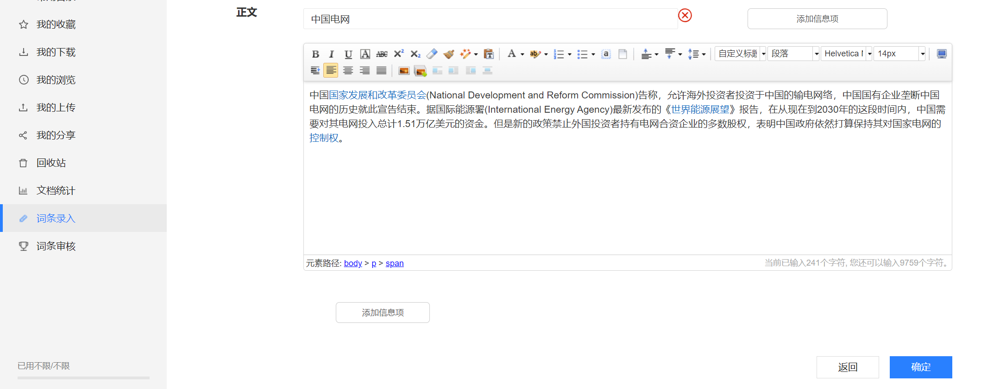 我的收藏
我的下载
我的浏览
我的上传
我的分享
回收站
文档统计
词条录入
词条审核
已用不限/不限
正文
中国电网
添加信息项
自定义标题
段落
Helvetica
14px
中国国家发展和改革委员会(National Development and Reform Commission)告称，允许海外投资者投资于中国的输电网络，中国国有企业垄断中国
电网的历史就此宣告结束。据国际能源署(International Energy Agency)最新发布的《世界能源展望》报告，在从现在到2030年的这段时间内，中国需
要对其电网投入总计1.51万亿美元的资金。但是新的政策禁止外国投资者持有电网合资企业的多数股权，表明中国政府依然打算保持其对国家电网的
控制权。
元素路径: body > p > span
当前已输入241个字符, 您还可以输入9759个字符。
添加信息项
返回
确定